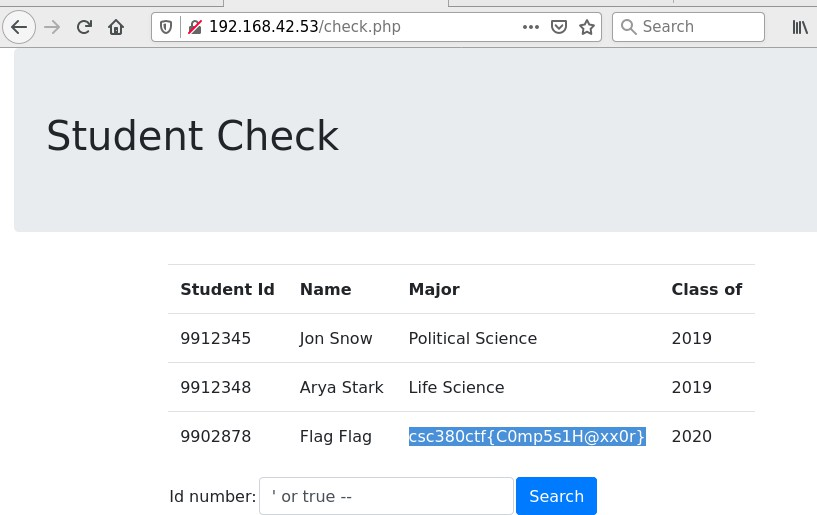 192.168.42.53/check.php
Search
Student Check
Student Id Name Major Class of
9912345 Jon Snow Political Science 2019
9912348 Arya Stark Life Science 2019
9902878 Flag Flag csc380ctf{C0mp5s1H@xx0r} 2020
Id number: ' or true -- Search